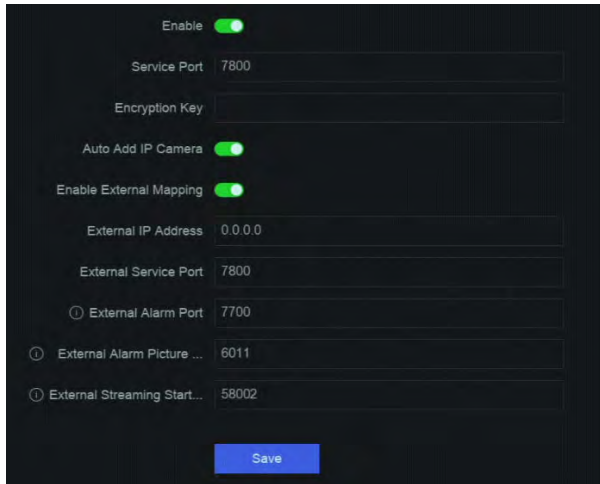 Enable
Service Port 7800
Encryption Key
Auto Add IP Camera
Enable External Mapping
External IP Address 0.0.0.0
External Service Port 7800
External Alarm Port 7700
External Alarm Picture ... 6011
External Streaming Start... 58002
Save